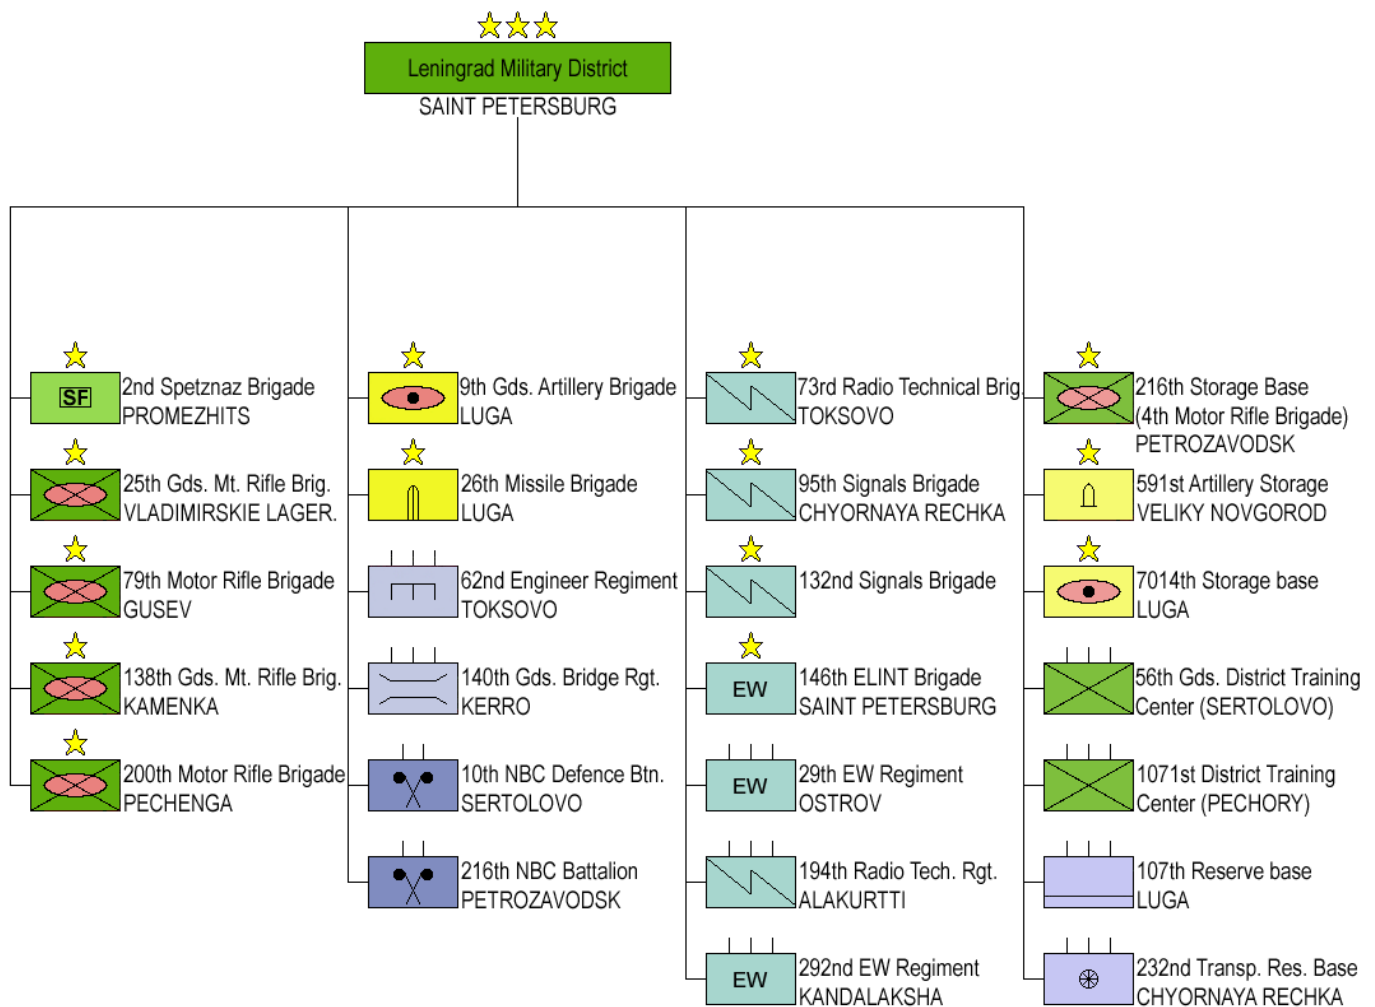 Leningrad Military District
SAINT PETERSBURG
SF
2nd Spetznaz Brigade
PROMEZHITS
25th Gds. Mt. Rifle Brig.
VLADIMIRSKIE LAGER.
79th Motor Rifle Brigade
GUSEV
138th Gds. Mt. Rifle Brig.
KAMENKA
200th Motor Rifle Brigade
PECHENGA
9th Gds. Artillery Brigade
LUGA
26th Missile Brigade
LUGA
62nd Engineer Regiment
TOKSOVO
140th Gds. Bridge Rgt.
KERRO
10th NBC Defence Btn.
SERTOLOVO
216th NBC Battalion
PETROZAVODSK
73rd Radio Technical Brig.
TOKSOVO
95th Signals Brigade
CHYORNAYA RECHKA
132nd Signals Brigade
EW
146th ELINT Brigade
SAINT PETERSBURG
EW
29th EW Regiment
OSTROV
194th Radio Tech. Rgt.
ALAKURTTI
EW
292nd EW Regiment
KANDALAKSHA
216th Storage Base
(4th Motor Rifle Brigade)
PETROZAVODSK
591st Artillery Storage
VELIKY NOVGOROD
7014th Storage base
LUGA
56th Gds. District Training
Center (SERTOLOVO)
1071st District Training
Center (PECHORY)
107th Reserve base
LUGA
232nd Transp. Res. Base
CHYORNAYA RECHKA